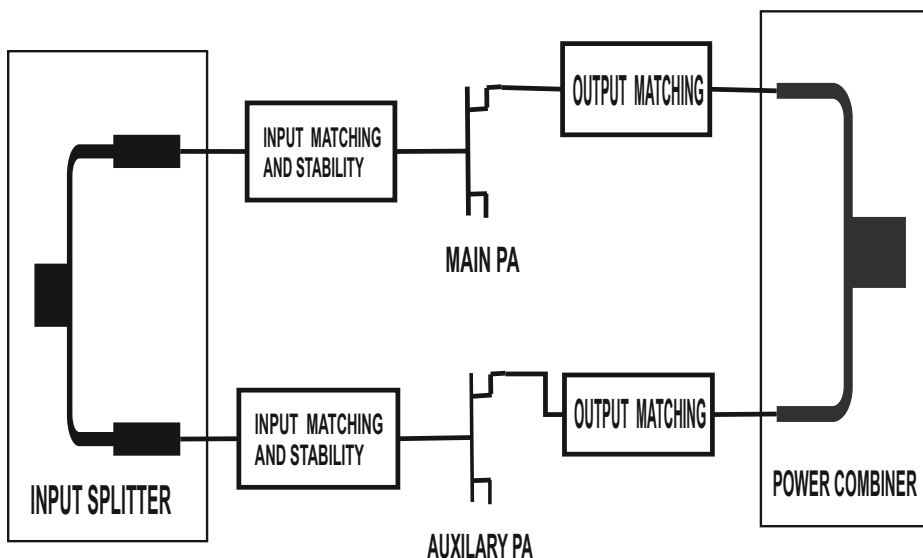 INPUT MATCHING
AND STABILITY
OUTPUT MATCHING
MAIN PA
INPUT MATCHING
AND STABILITY
OUTPUT MATCHING
INPUT SPLITTER
POWER COMBINER
AUXILARY PA